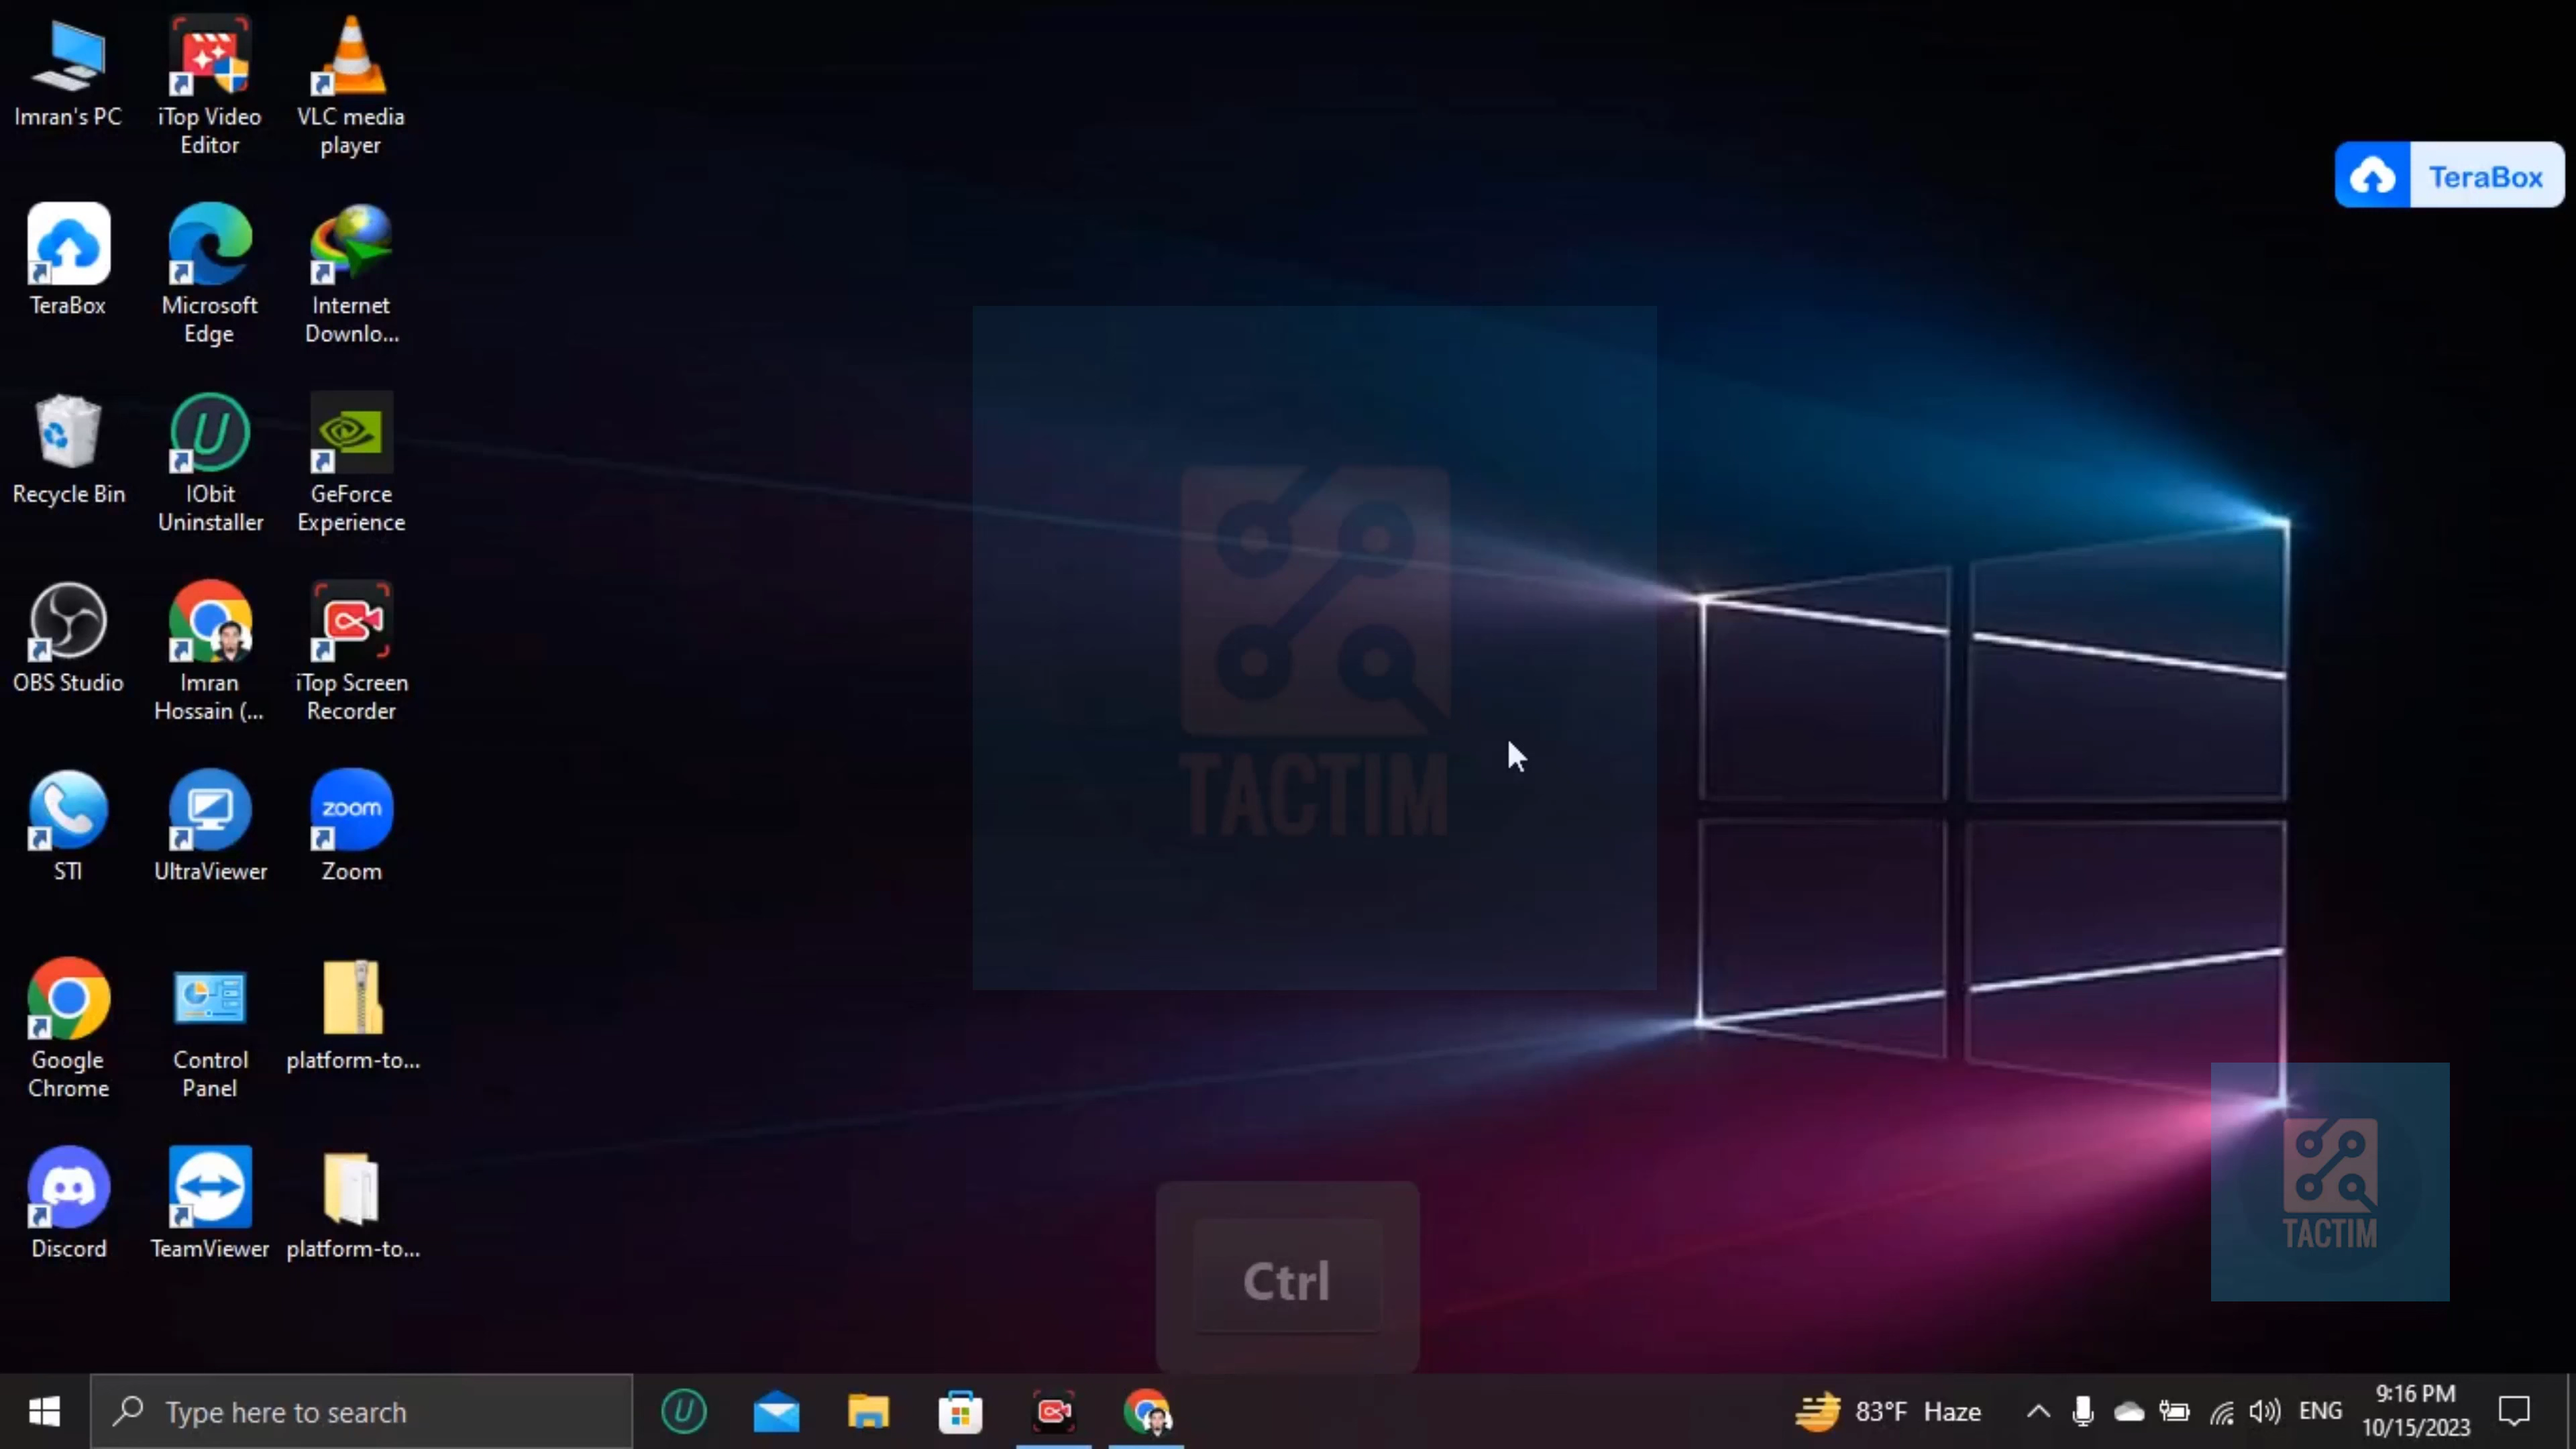 Imran's PC
iTop Video
Editor
VLC media
player
TeraBox
TeraBox
Microsoft
Edge
Internet
Downlo...
Recycle Bin
IObit
Uninstaller
GeForce
Experience
OBS Studio
Imran
Hossain (...
iTop Screen
Recorder
TACTIM
STI
UltraViewer
zoom
Zoom
Google
Chrome
Control
Panel
platform-to...
Discord
TeamViewer
platform-to...
TACTIM
Ctrl
Type here to search
83°F Haze
ENG
9:16 PM
10/15/2023